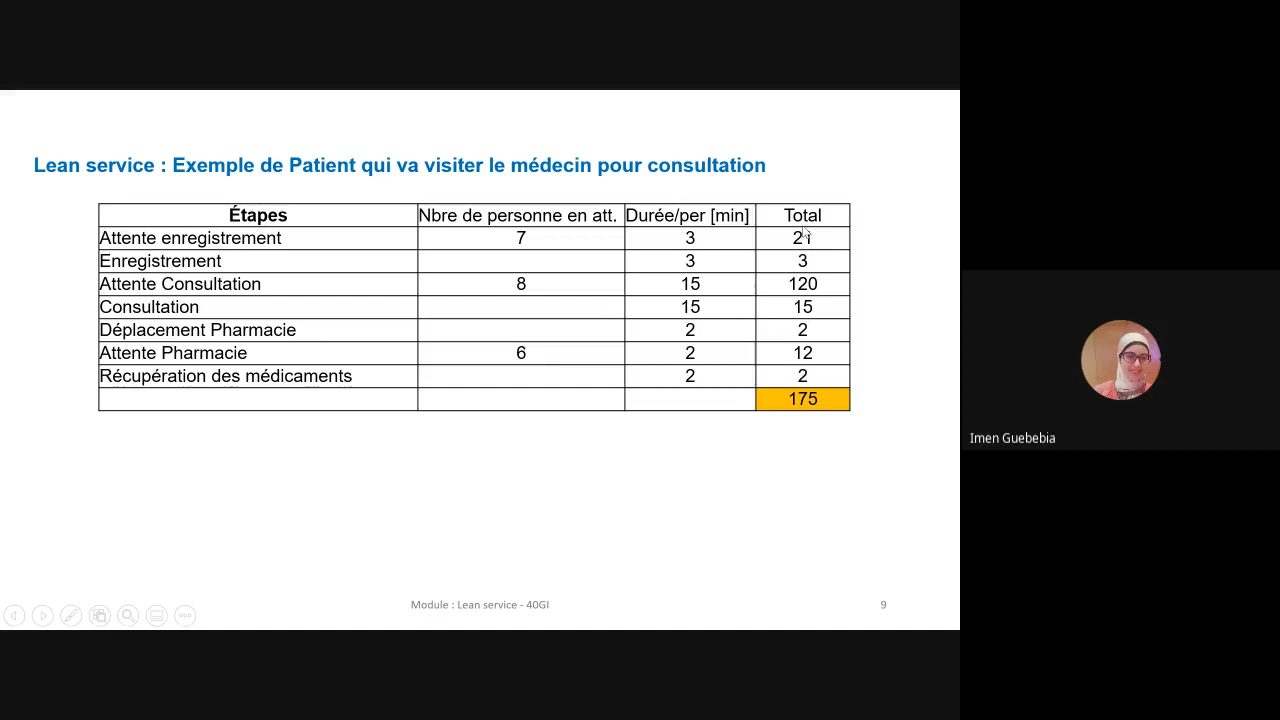 Lean service : Exemple de Patient qui va visiter le médecin pour consultation
Étapes Nbre de personne en att. Durée/per [min] Total
Attente enregistrement 7 3 21
Enregistrement 3 3
Attente Consultation 8 15 120
Consultation 15 15
Déplacement Pharmacie 2 2
Attente Pharmacie 6 2 12
Récupération des médicaments 2 2
175
Imen Guebebia
Module : Lean service - 40GI 9